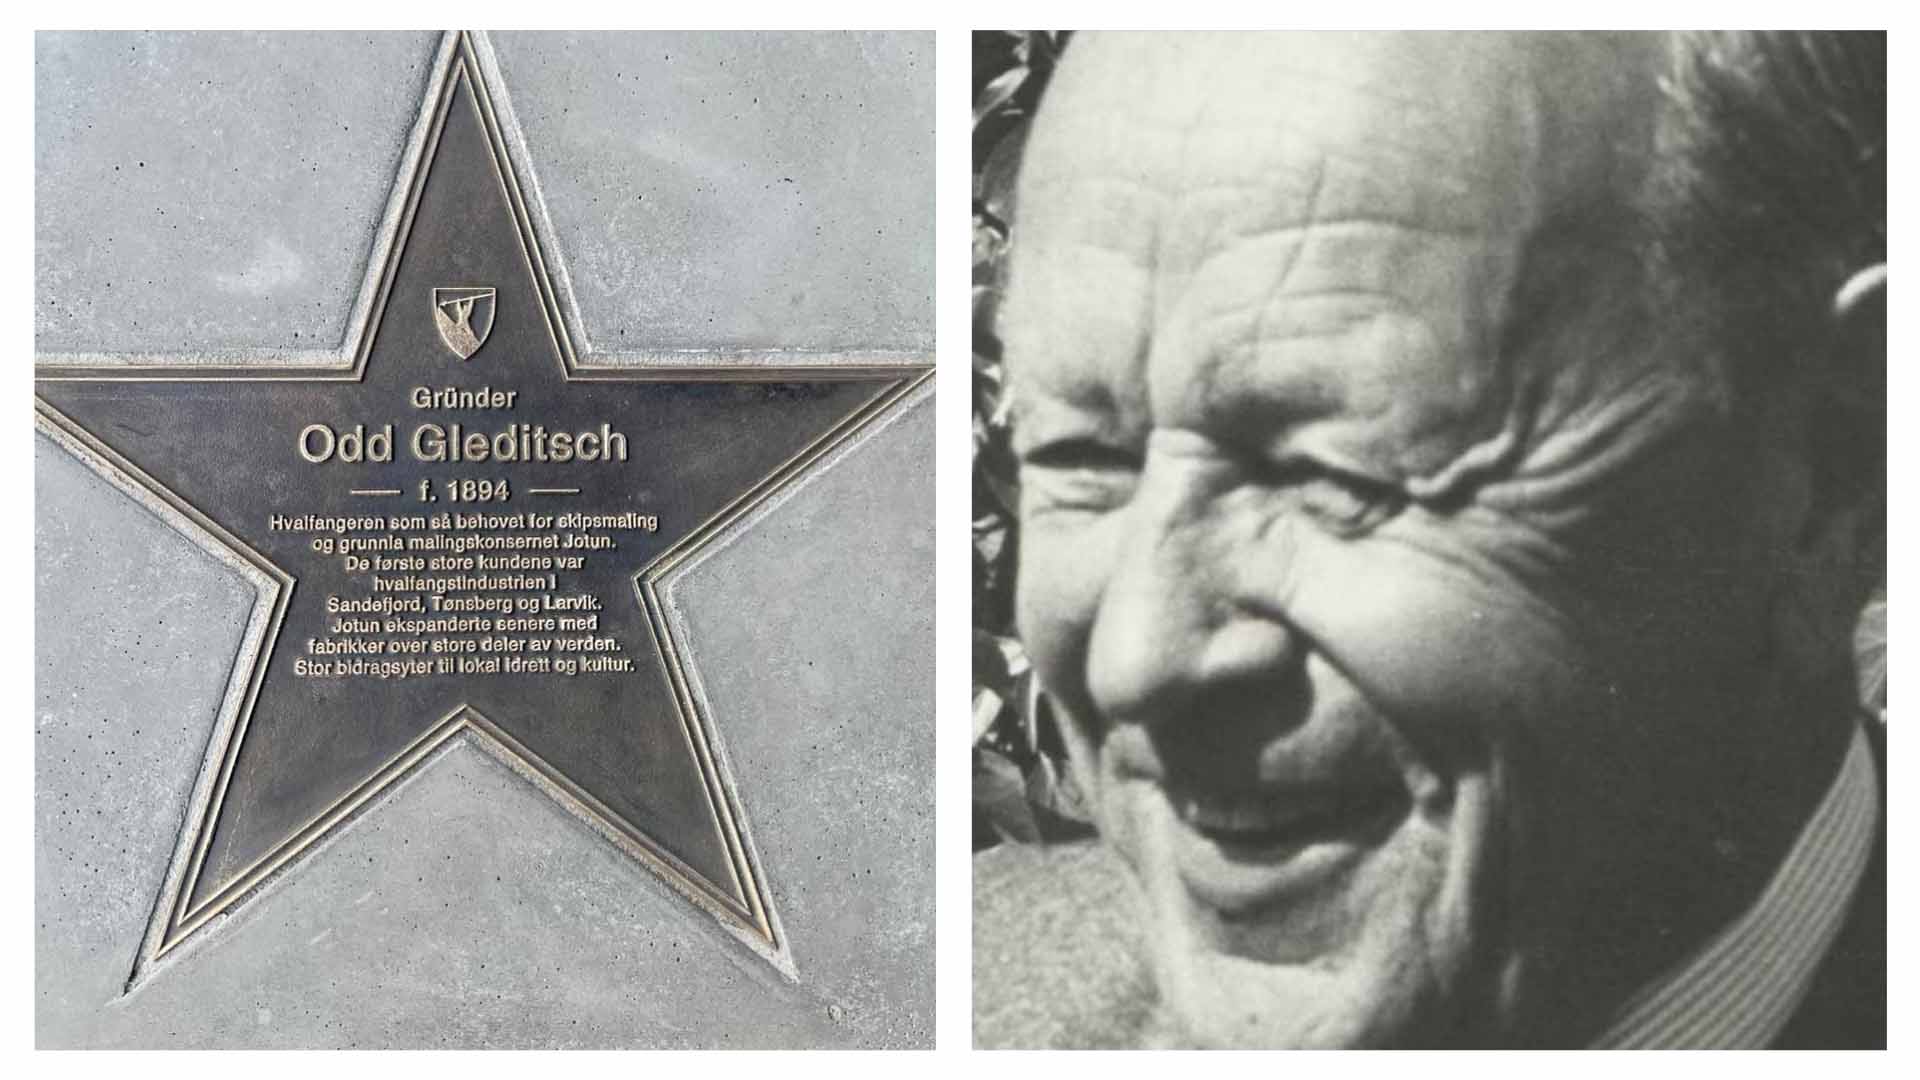 Gründer
Odd Gleditsch
f. 1894
Hvalfangeren som så behovet for skipsmaling
og grunnla malingskonsernet Jotun.
De første store kundene var
hvalfangstindustrien i
Sandefjord, Tønsberg og Larvik.
Jotun ekspanderte senere med
fabrikker over store deler av verden.
Stor bidragsyter til lokal idrett og kultur.